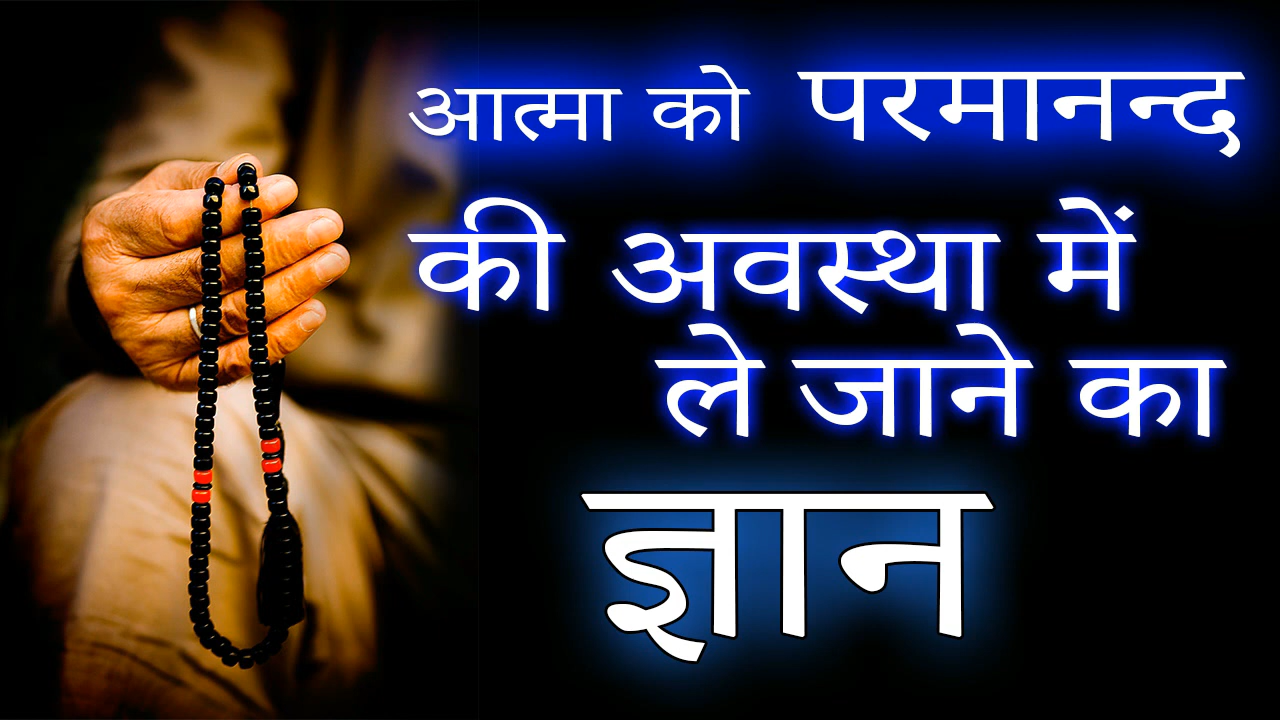 आत्मा को परमानन्द
की अवस्था में
ले जाने का
ज्ञान